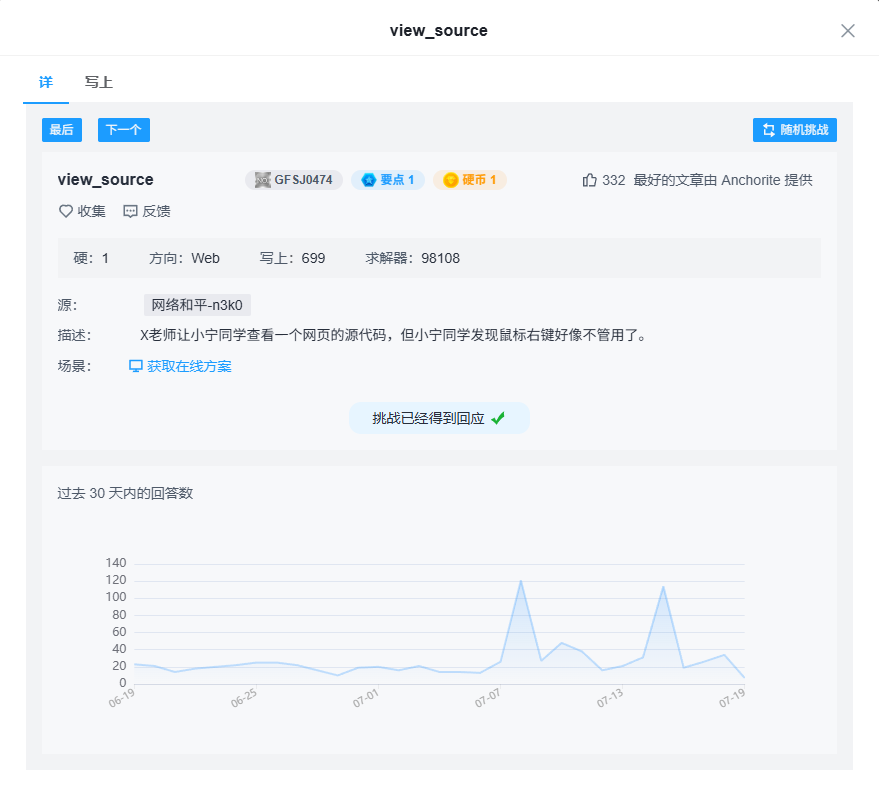 view_source
详 写上
最后 下一个 随机挑战
view_source GFSJ0474 要点 1 硬币 1 332 最好的文章由 Anchorite 提供
收集 反馈
硬：1 方向：Web 写上：699 求解器：98108
源： 网络和平-n3k0
描述： X老师让小宁同学查看一个网页的源代码，但小宁同学发现鼠标右键好像不管用了。
场景： 获取在线方案
挑战已经得到回应
过去 30 天内的回答数
140
120
100
80
60
40
20
0
06-19 06-25 07-01 07-07 07-13 07-19